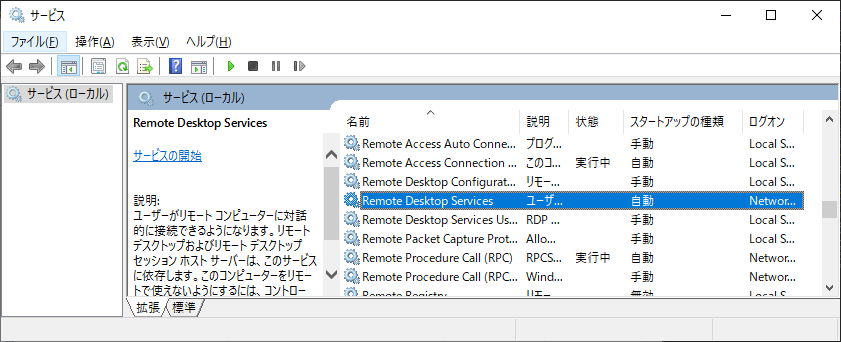 サービス
ファイル(F) 操作(A) 表示(V) ヘルプ(H)
サービス (ローカル)
サービス (ローカル)
Remote Desktop Services
サービスの開始
説明:
ユーザーがリモート コンピューターに対話
的に接続できるようになります。リモート
デスクトップおよびリモート デスクトップ
セッション ホスト サーバーは、このサービス
に依存します。このコンピューターをリモー
トで使えないようにするには、コントロー
名前 説明 状態 スタートアップの種類 ログオン
Remote Access Auto Conne... プログ... 手動 Local S...
Remote Access Connection ... このコ... 実行中 自動 Local S...
Remote Desktop Configurat... リモー... 手動 Local S...
Remote Desktop Services ユーザ... 自動 Networ...
Remote Desktop Services Us... RDP ... 手動 Local S...
Remote Packet Capture Prot... Allo... 手動 Local S...
Remote Procedure Call (RPC) RPCS... 実行中 自動 Networ...
Remote Procedure Call (RPC... Wind... 手動 Networ...
Remote Registry リモー... 無効 Local S...
拡張 標準